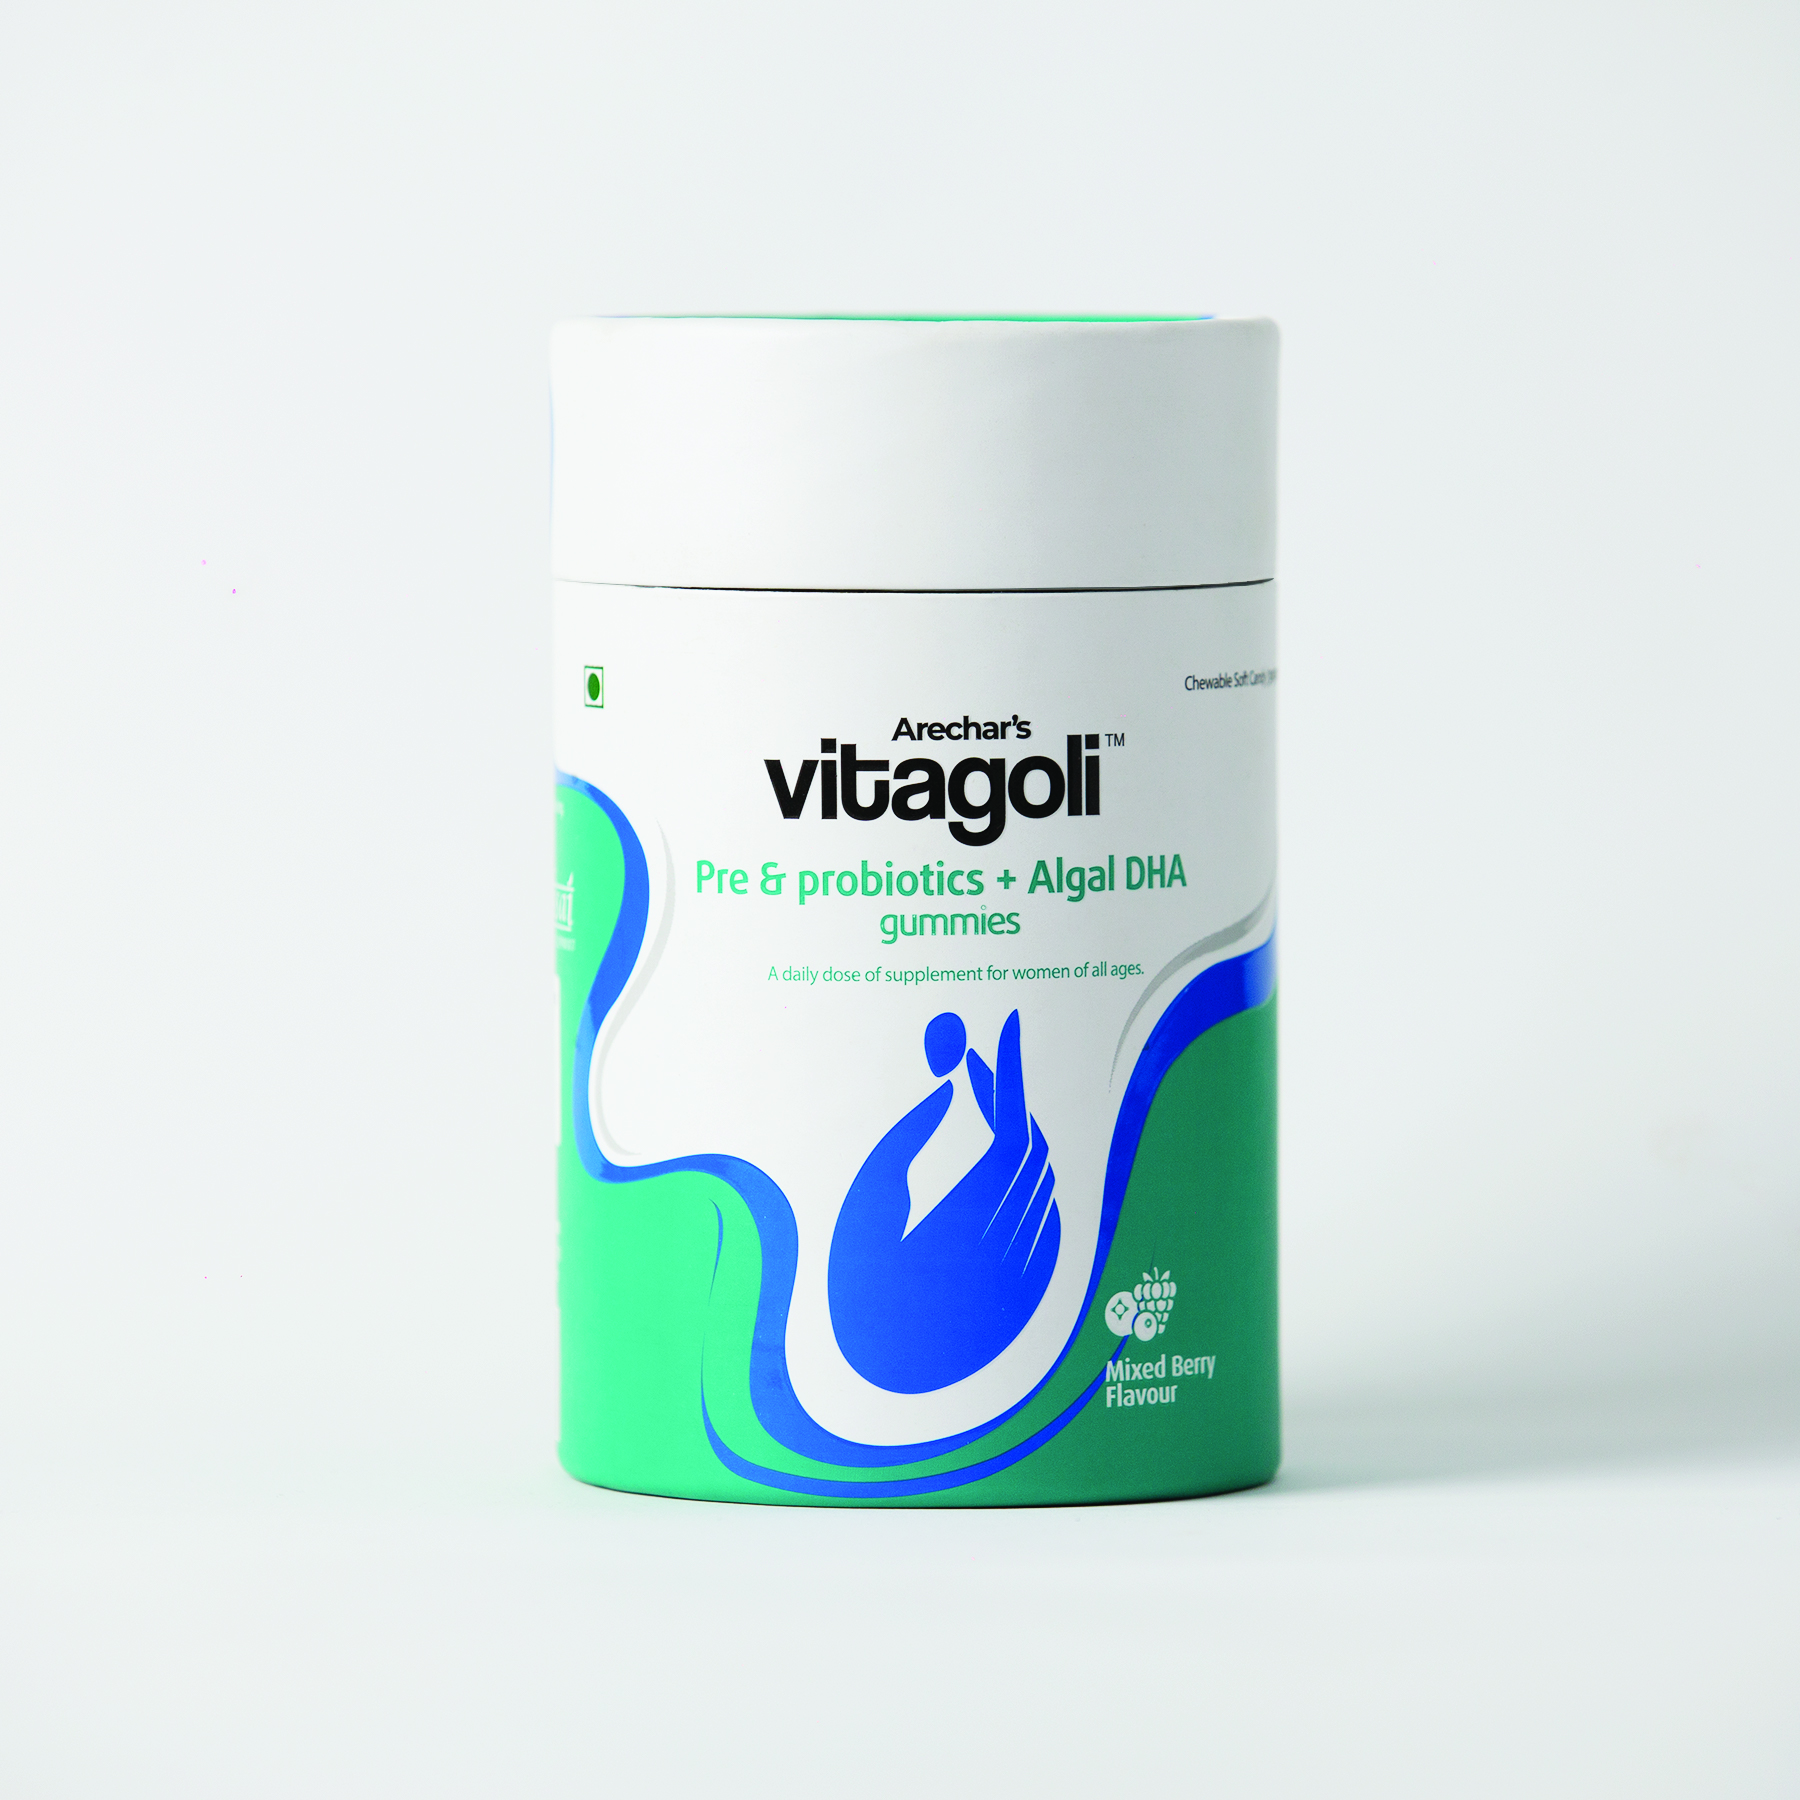 Chewable Soft Candy
Arechar's
vitagoli™
Pre & probiotics + Algal DHA
gummies
A daily dose of supplement for women of all ages.
Mixed Berry
Flavour